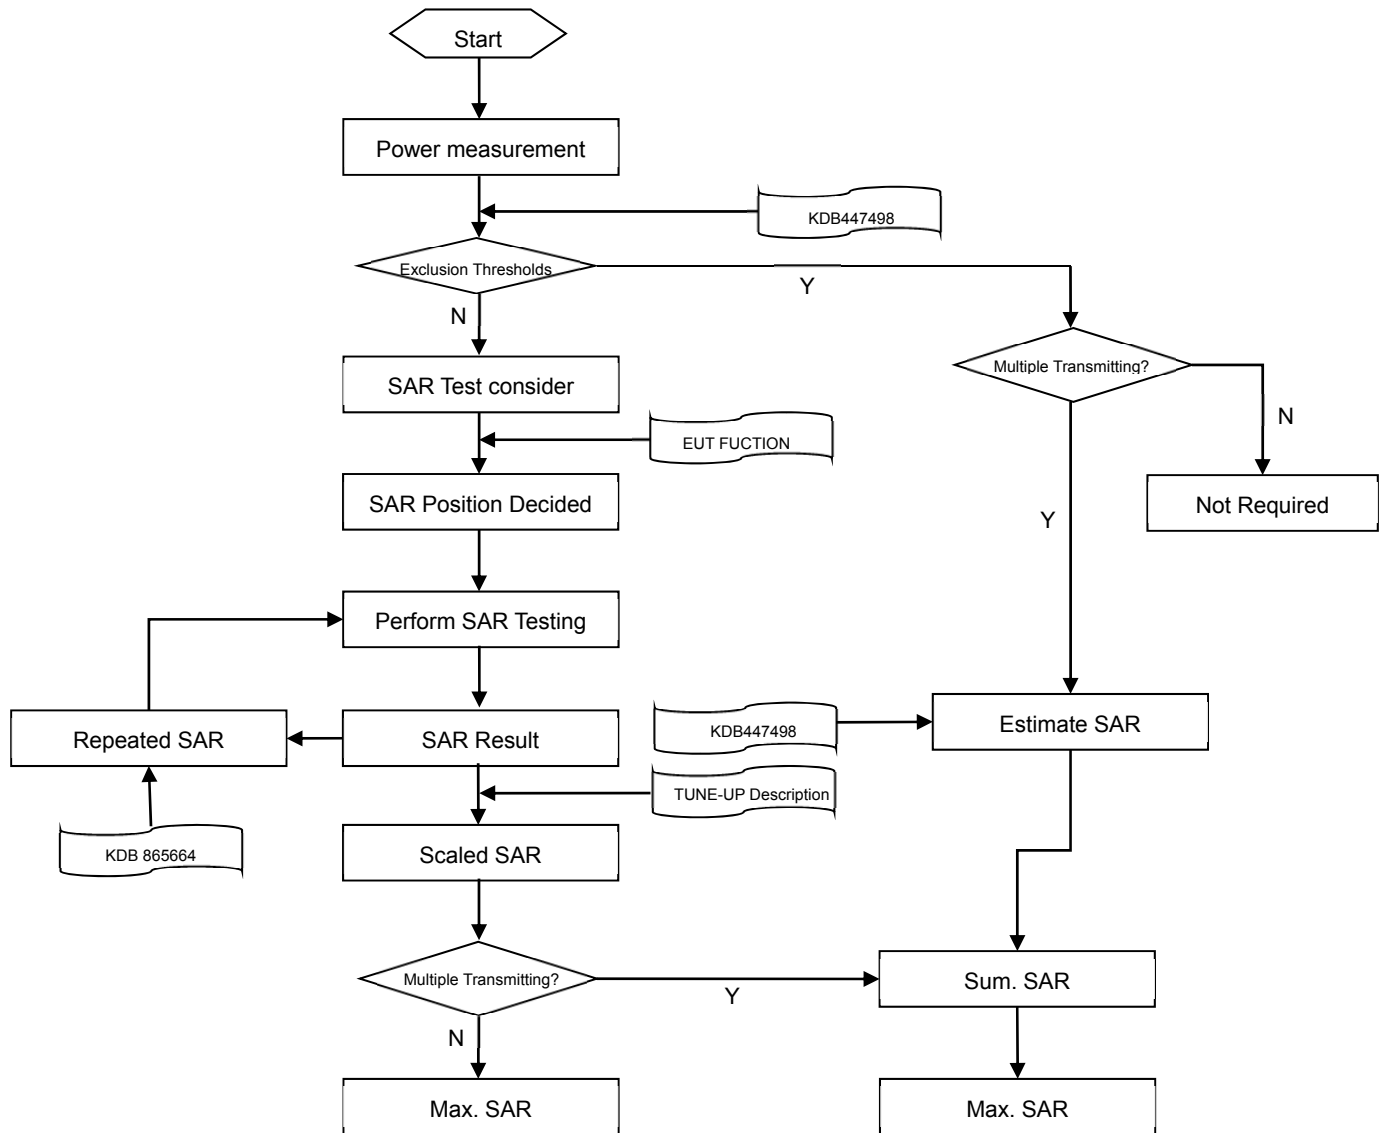 Start
Power measurement
KDB447498
Exclusion Thresholds
Y
N
Multiple Transmitting?
SAR Test consider
N
EUT FUCTION
SAR Position Decided
Not Required
Y
Perform SAR Testing
Repeated SAR
SAR Result
KDB447498
Estimate SAR
TUNE-UP Description
KDB 865664
Scaled SAR
Multiple Transmitting?
Y
Sum. SAR
N
Max. SAR
Max. SAR